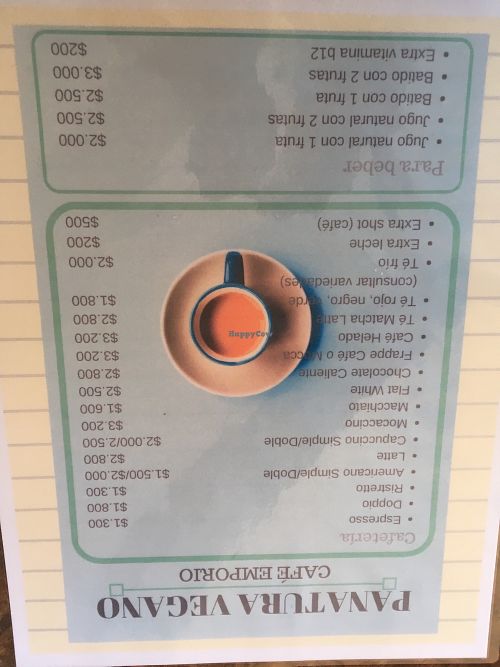 PANATURA VEGANO
CAFÉ EMPORIO
Cafetería
• Espresso $1.300
• Doppio $1.800
• Ristretto $1.300
• Americano Simple/Doble $1.500/$2.000
• Latte $2.800
• Capuccino Simple/Doble $2.000/2.500
• Mocaccino $3.200
• Macchiato $1.600
• Flat White $2.500
• Chocolate Caliente $2.800
• Frappe Café o Mocca $3.200
• Café Helado $3.200
• Té Matcha Latte $2.800
• Té rojo, negro, verde $1.800
(consultar variedades)
• Té frío $2.000
• Extra leche $200
• Extra shot (café) $500
Para beber
• Jugo natural con 1 fruta $2.000
• Jugo natural con 2 frutas $2.500
• Batido con 1 fruta $2.500
• Batido con 2 frutas $3.000
• Extra vitamina b12 $200
HappyCow